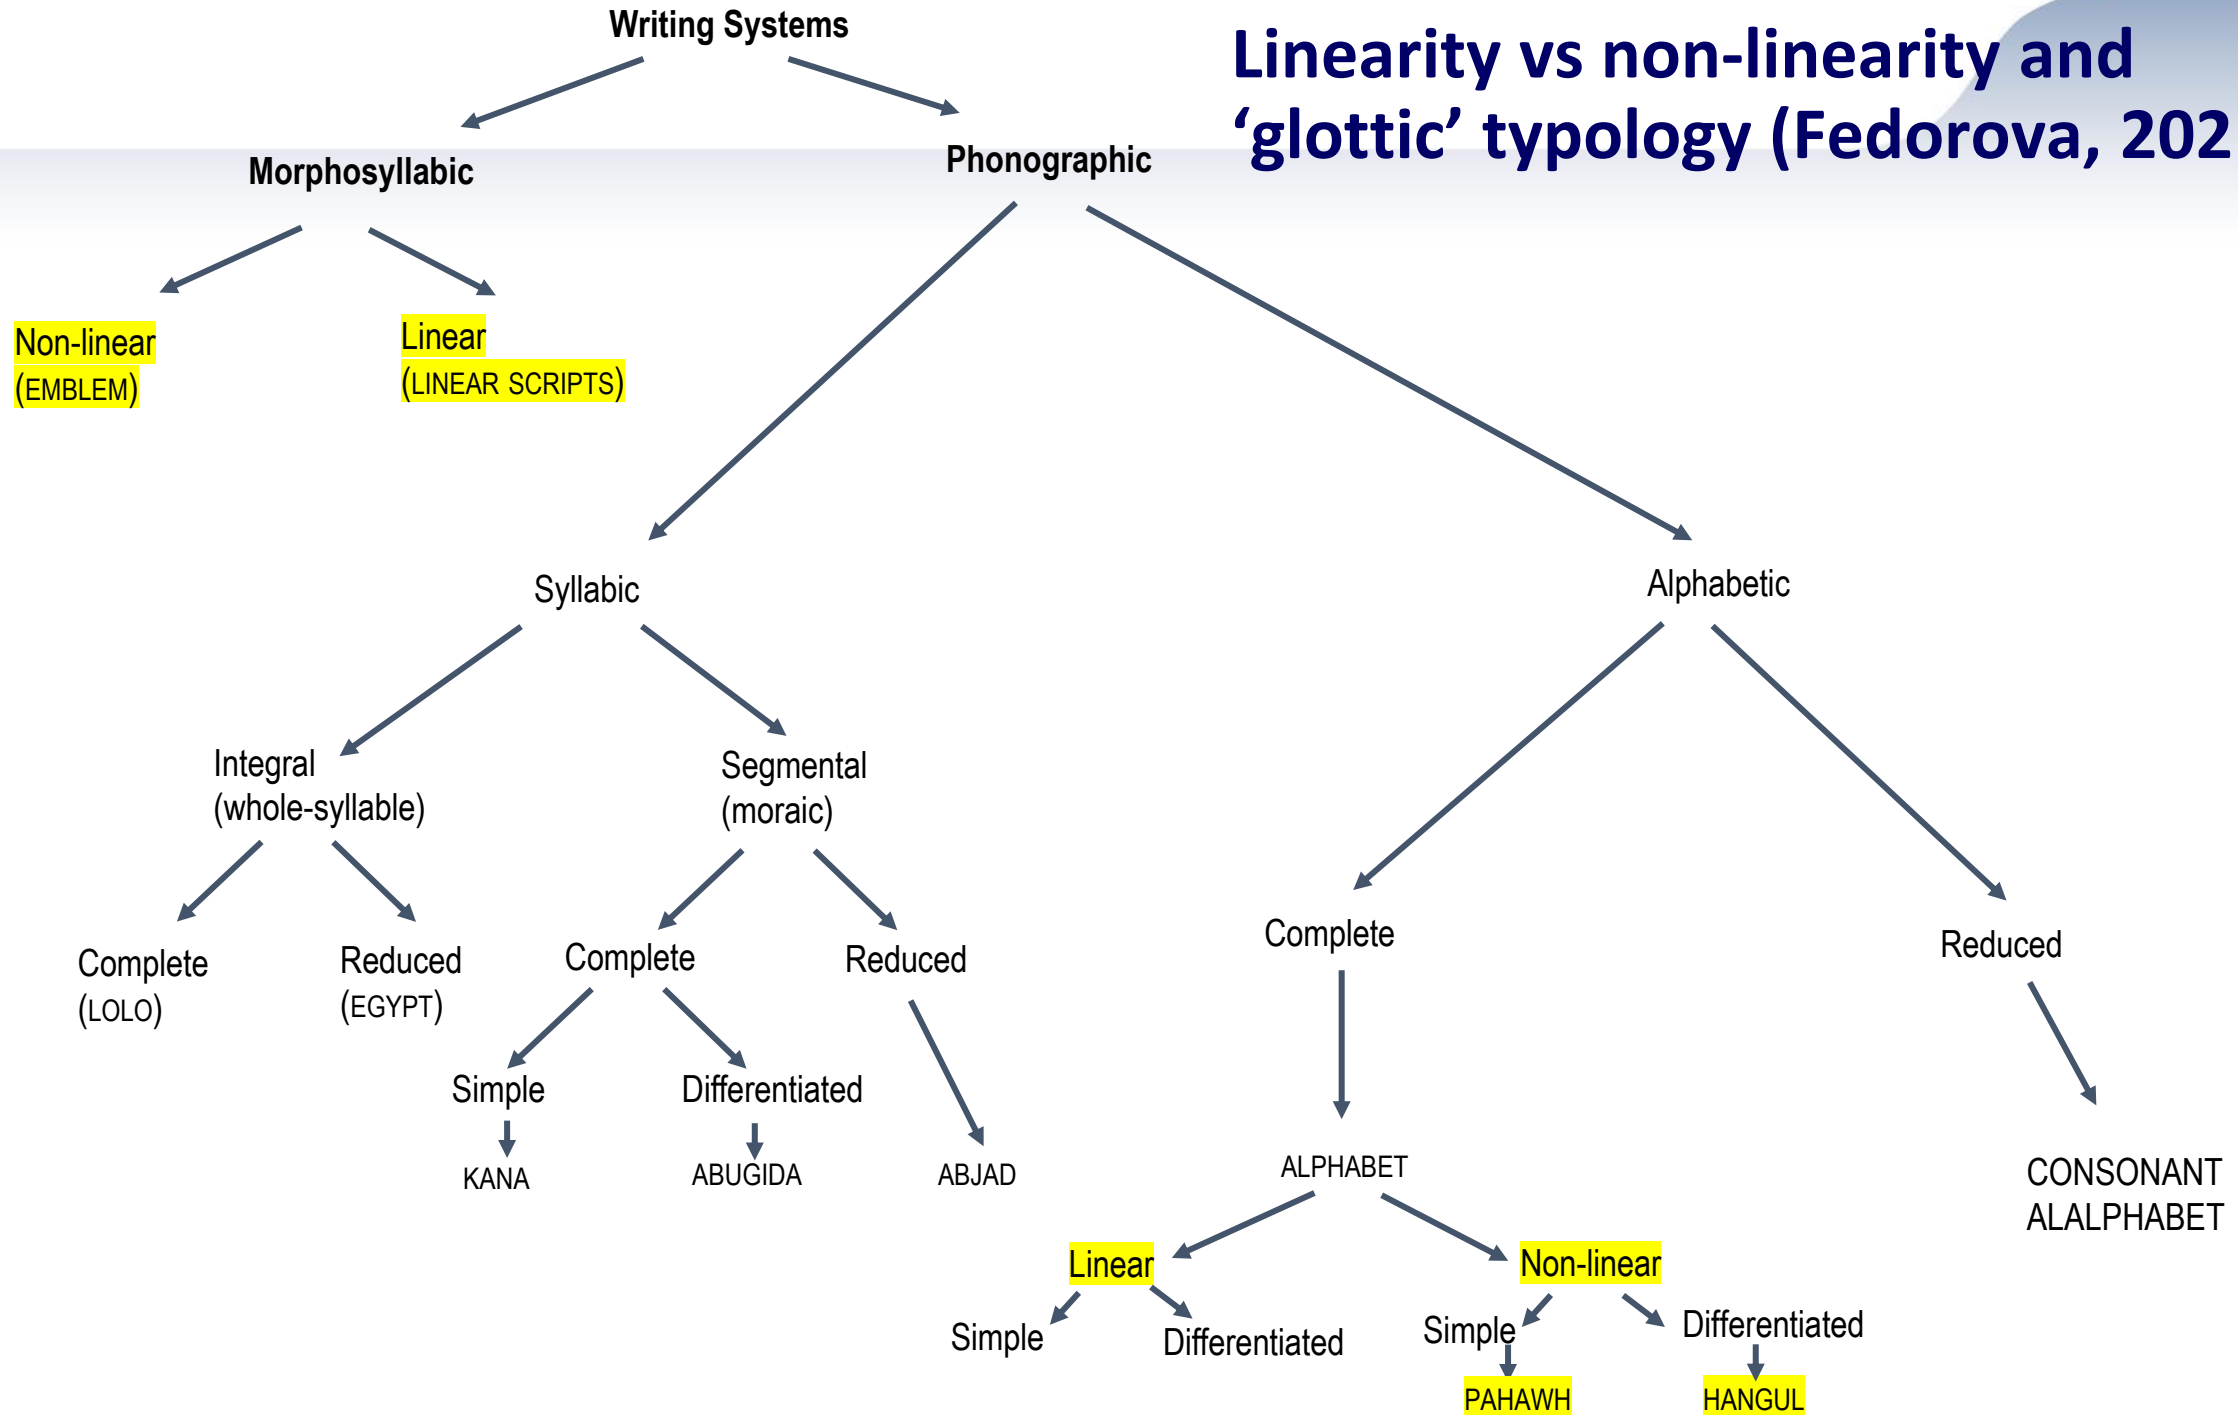 Linearity vs non-linearity and
‘glottic’ typology (Fedorova, 202
Writing Systems
Morphosyllabic
Phonographic
Non-linear
(EMBLEM)
Linear
(LINEAR SCRIPTS)
Syllabic
Alphabetic
Integral
(whole-syllable)
Segmental
(moraic)
Complete
(LOLO)
Reduced
(EGYPT)
Complete
Reduced
Complete
Reduced
Simple
Differentiated
KANA
ABUGIDA
ABJAD
ALPHABET
CONSONANT
ALALPHABET
Linear
Non-linear
Simple
Differentiated
Simple
Differentiated
PAHAWH
HANGUL